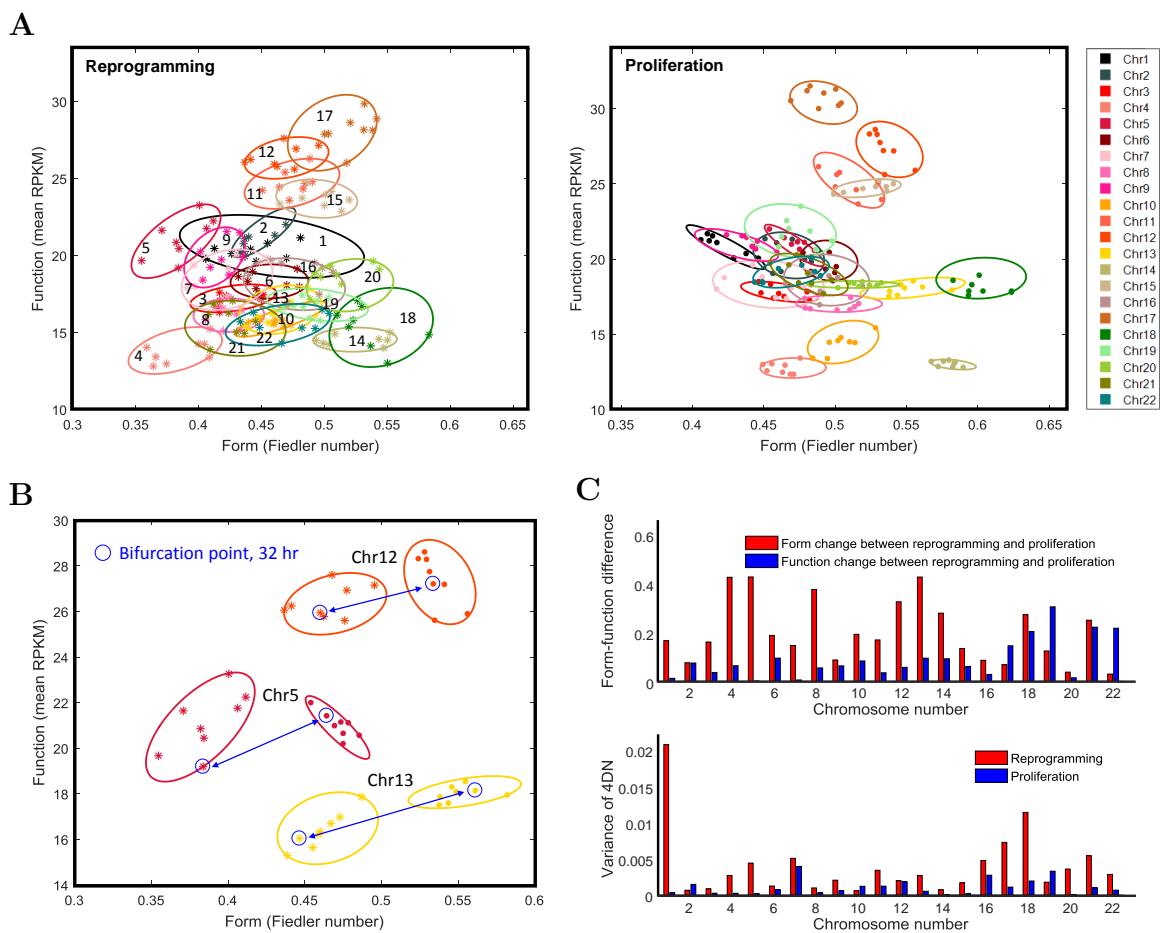 A
Reprogramming
Function (mean RPKM)
30
25
20
15
10
0.3
0.35
0.4
0.45
0.5
0.55
0.6
0.65
Form (Fiedler number)
17
12
11
15
5
9
2
1
7
6
16
20
3
13
19
8
10
18
22
21
14
4
Proliferation
Function (mean RPKM)
30
25
20
15
10
0.35
0.4
0.45
0.5
0.55
0.6
0.65
Form (Fiedler number)
Chr1
Chr2
Chr3
Chr4
Chr5
Chr6
Chr7
Chr8
Chr9
Chr10
Chr11
Chr12
Chr13
Chr14
Chr15
Chr16
Chr17
Chr18
Chr19
Chr20
Chr21
Chr22
B
Bifurcation point, 32 hr
Chr12
Chr5
Chr13
Function (mean RPKM)
30
28
26
24
22
20
18
16
14
0.3
0.35
0.4
0.45
0.5
0.55
0.6
Form (Fiedler number)
C
Form-function difference
0.6
0.4
0.2
0
Form change between reprogramming and proliferation
Function change between reprogramming and proliferation
2 4 6 8 10 12 14 16 18 20 22
Chromosome number
Variance of 4DN
0.02
0.015
0.01
0.005
0
Reprogramming
Proliferation
2 4 6 8 10 12 14 16 18 20 22
Chromosome number